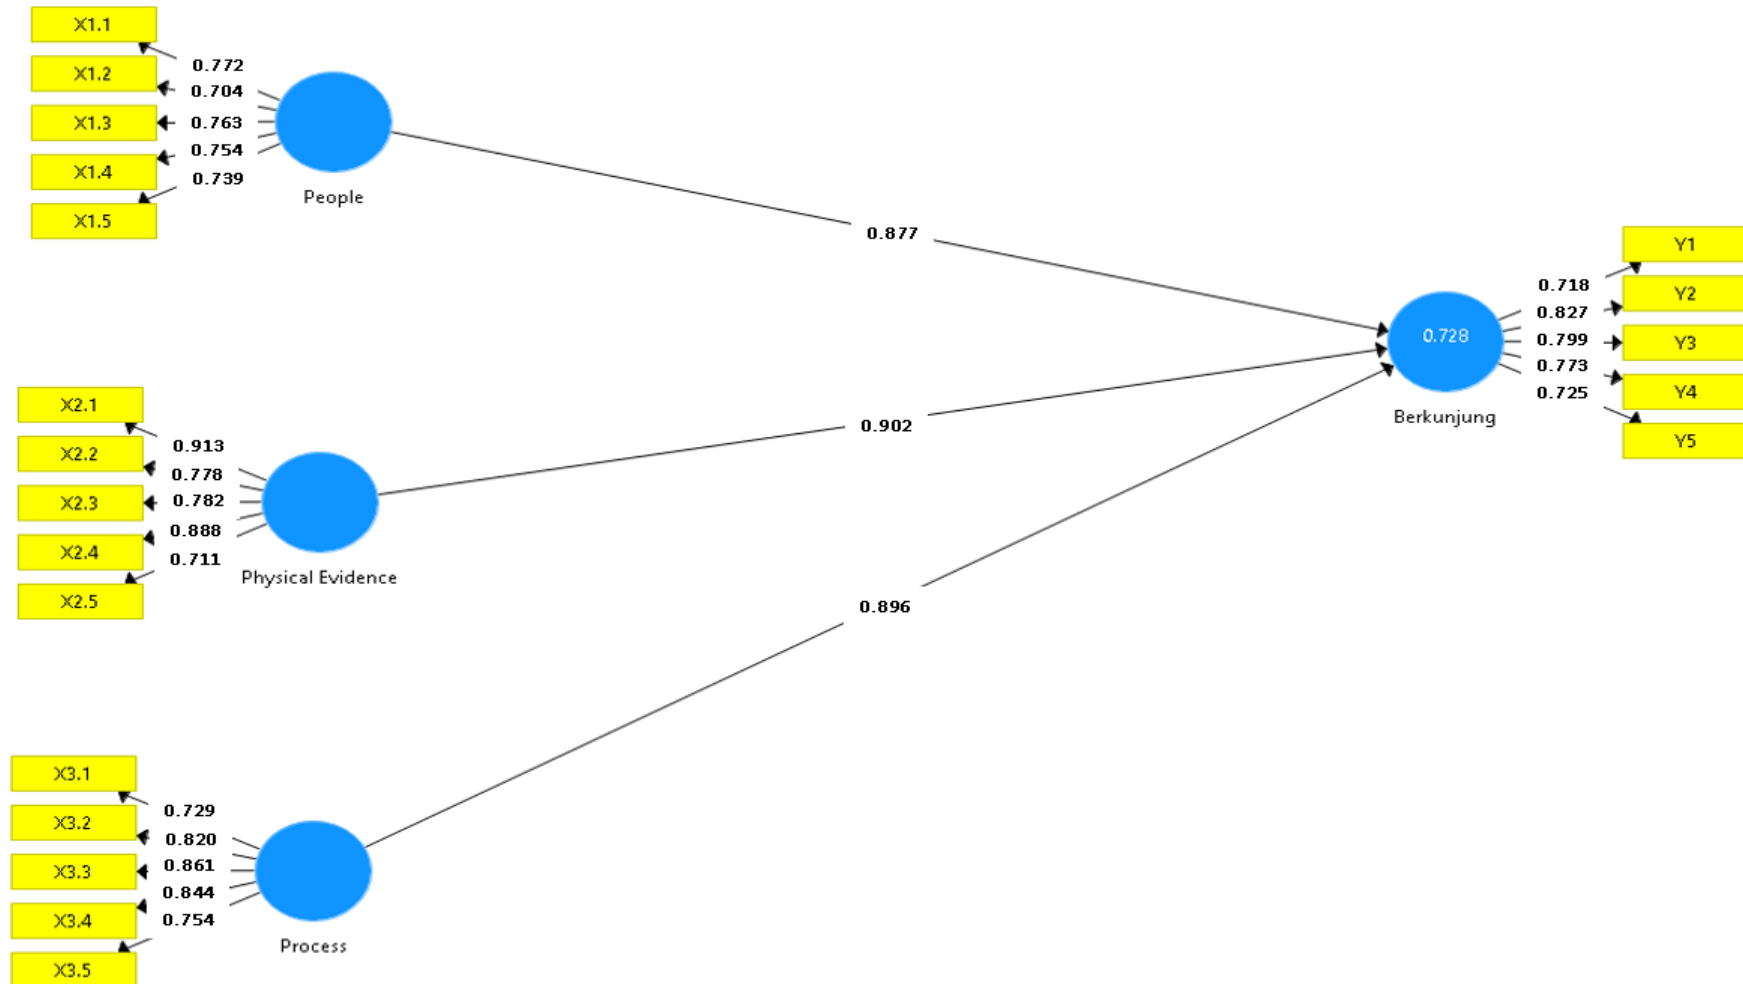 X1.1
X1.2
X1.3
X1.4
X1.5
0.772
0.704
0.763
0.754
0.739
People
0.877
X2.1
X2.2
X2.3
X2.4
X2.5
0.913
0.778
0.782
0.888
0.711
Physical Evidence
0.902
X3.1
X3.2
X3.3
X3.4
X3.5
0.729
0.820
0.861
0.844
0.754
Process
0.896
0.728
Berkunjung
0.718
0.827
0.799
0.773
0.725
Y1
Y2
Y3
Y4
Y5